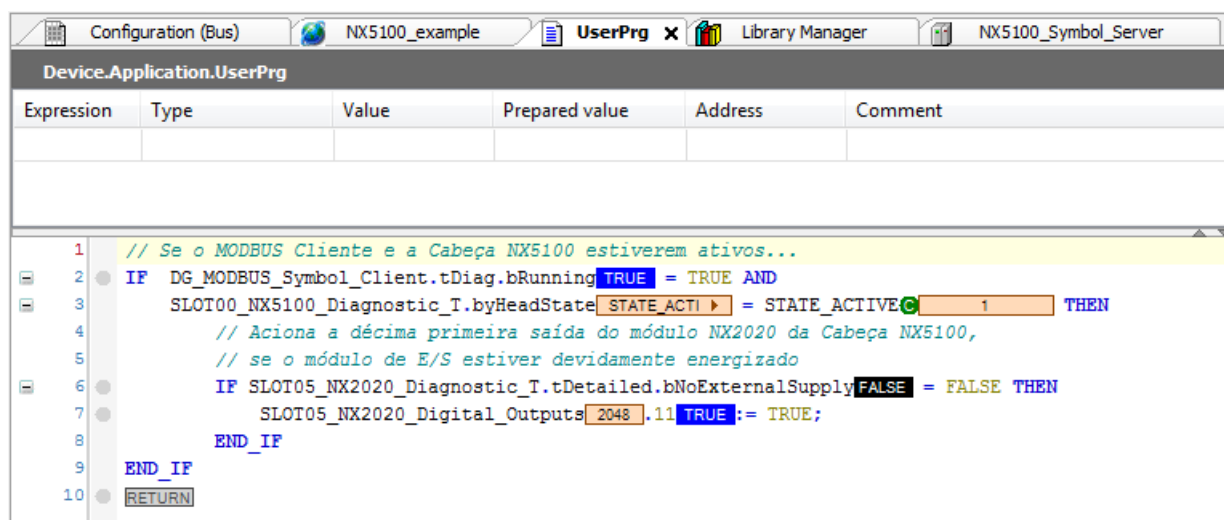 Configuration (Bus) NX5100_example UserPrg Library Manager NX5100_Symbol_Server
Device.Application.UserPrg
Expression Type Value Prepared value Address Comment
1 // Se o MODBUS Cliente e a Cabeça NX5100 estiverem ativos...
2 IF DG_MODBUS_Symbol_Client.tDiag.bRunning TRUE = TRUE AND
3 SLOT00_NX5100_Diagnostic_T.byHeadState STATE_ACTI = STATE_ACTIVE C 1 THEN
4 // Aciona a décima primeira saída do módulo NX2020 da Cabeça NX5100,
5 // se o módulo de E/S estiver devidamente energizado
6 IF SLOT05_NX2020_Diagnostic_T.tDetailed.bNoExternalSupply FALSE = FALSE THEN
7 SLOT05_NX2020_Digital_Outputs 2048 .11 TRUE := TRUE;
8 END_IF
9 END_IF
10 RETURN